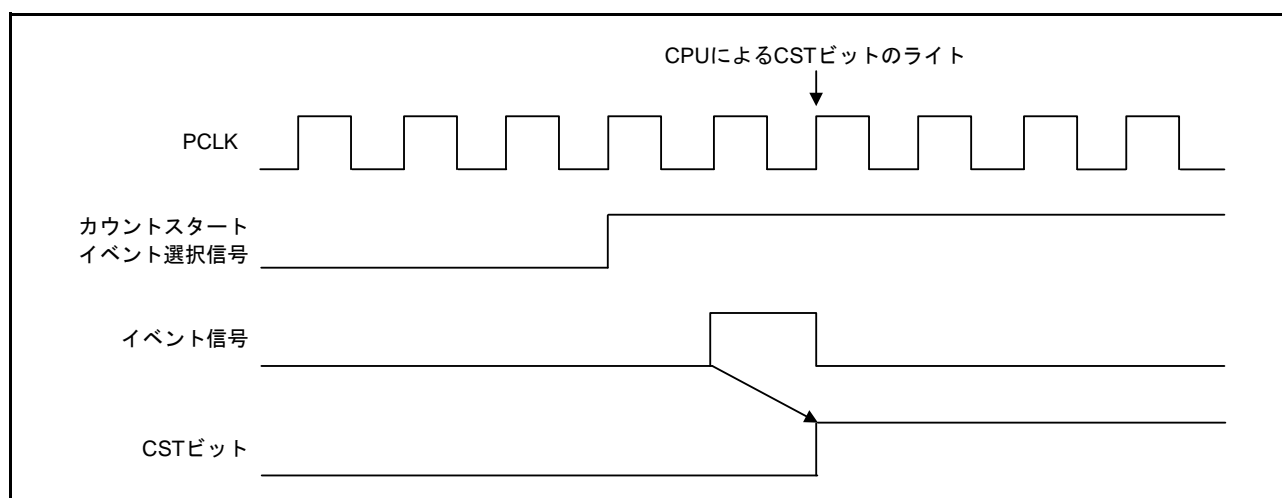 CPUによるCSTビットのライト
PCLK
カウントスタート
イベント選択信号
イベント信号
CSTビット